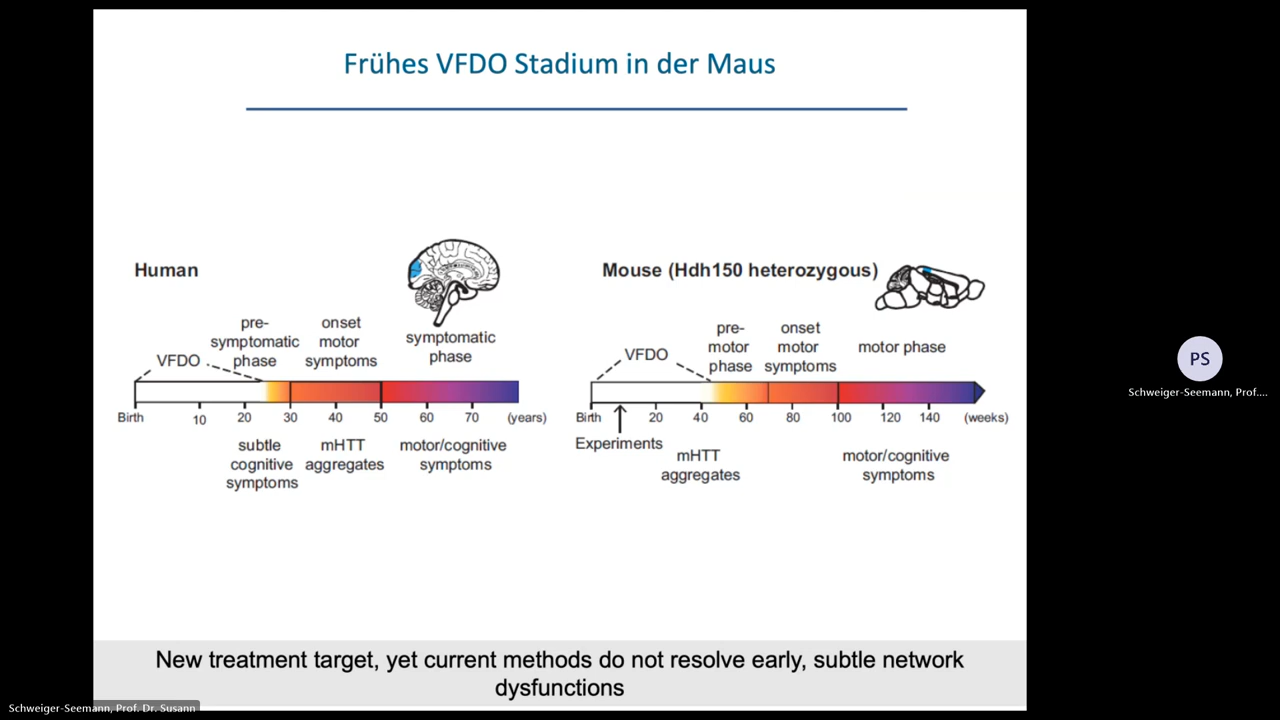 Frühes VFDO Stadium in der Maus
Human
pre-
symptomatic
phase
onset
motor
symptoms
symptomatic
phase
VFDO
Birth
10
20
30
40
50
60
70
(years)
subtle
cognitive
symptoms
mHTT
aggregates
motor/cognitive
symptoms
Mouse (Hdh150 heterozygous)
pre-
motor
phase
onset
motor
symptoms
motor phase
VFDO
Birth
20
40
60
80
100
120
140
(weeks)
Experiments
mHTT
aggregates
motor/cognitive
symptoms
New treatment target, yet current methods do not resolve early, subtle network
dysfunctions
PS
Schweiger-Seemann, Prof....
Schweiger-Seemann, Prof. Dr. Susann